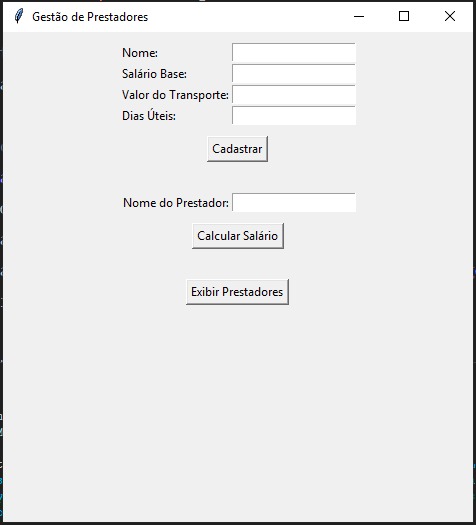 Gestão de Prestadores
Nome:
Salário Base:
Valor do Transporte:
Dias Úteis:
Cadastrar
Nome do Prestador:
Calcular Salário
Exibir Prestadores